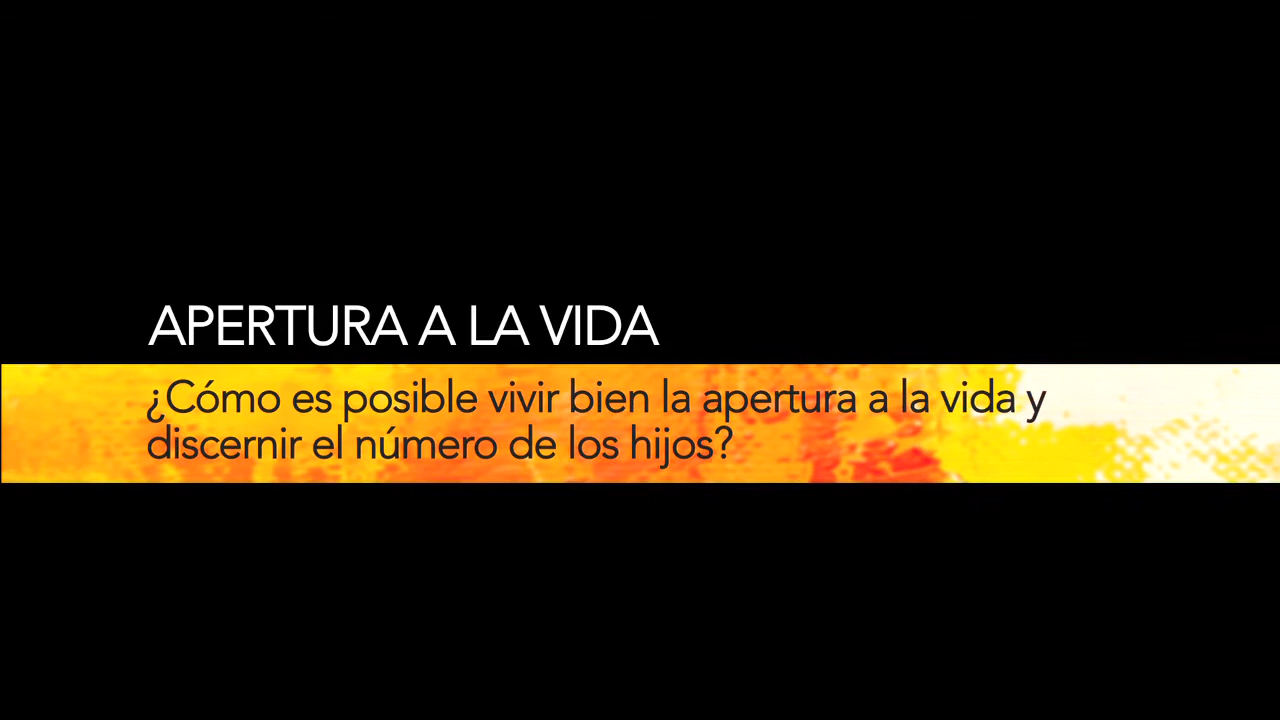 APERTURA A LA VIDA
¿Cómo es posible vivir bien la apertura a la vida y
discernir el número de los hijos?